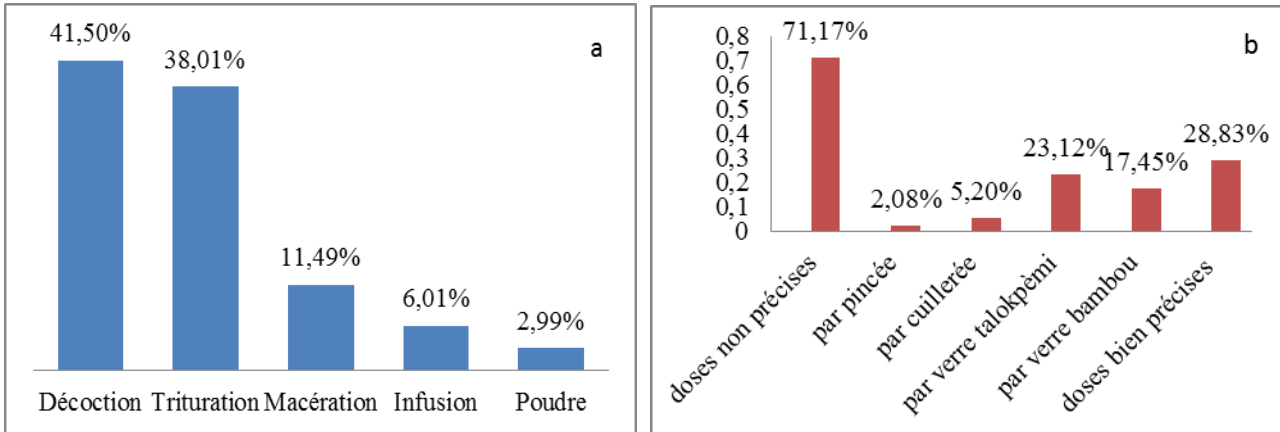 a
41,50%
38,01%
11,49%
6,01%
2,99%
Décoction Trituration Macération Infusion Poudre
b
0,8
0,7
0,6
0,5
0,4
0,3
0,2
0,1
0
71,17%
2,08%
5,20%
23,12%
17,45%
28,83%
doses non précises
par pincée
par cuillerée
par verre talokpèmi
par verre bambou
doses bien précises